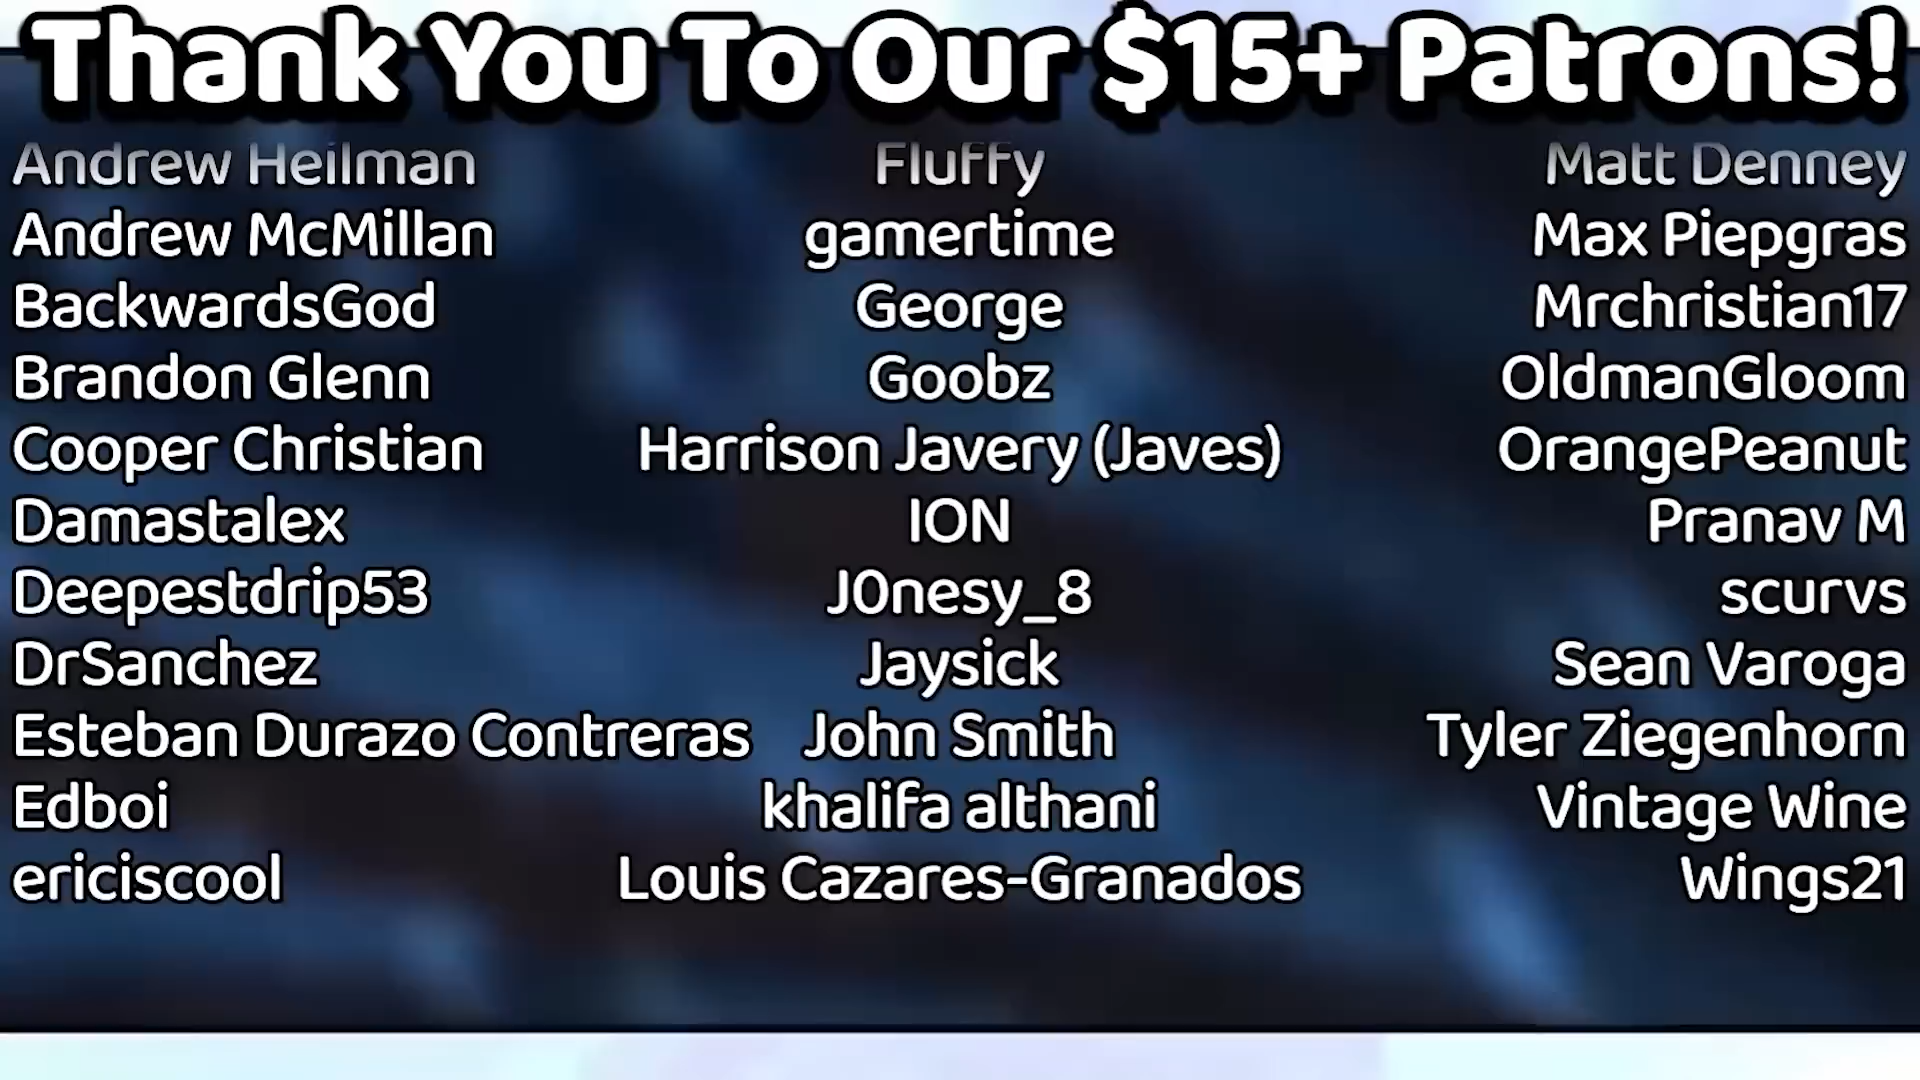 Thank You To Our $15+ Patrons!
Andrew Heilman
Andrew McMillan
BackwardsGod
Brandon Glenn
Cooper Christian
Damastalex
Deepestdrip53
DrSanchez
Esteban Durazo Contreras
Edboi
ericiscool
Fluffy
gamertime
George
Goobz
Harrison Javery (Javes)
ION
J0nesy_8
Jaysick
John Smith
khalifa althani
Louis Cazares-Granados
Matt Denney
Max Piepgras
Mrchristian17
OldmanGloom
OrangePeanut
Pranav M
scurvs
Sean Varoga
Tyler Ziegenhorn
Vintage Wine
Wings21